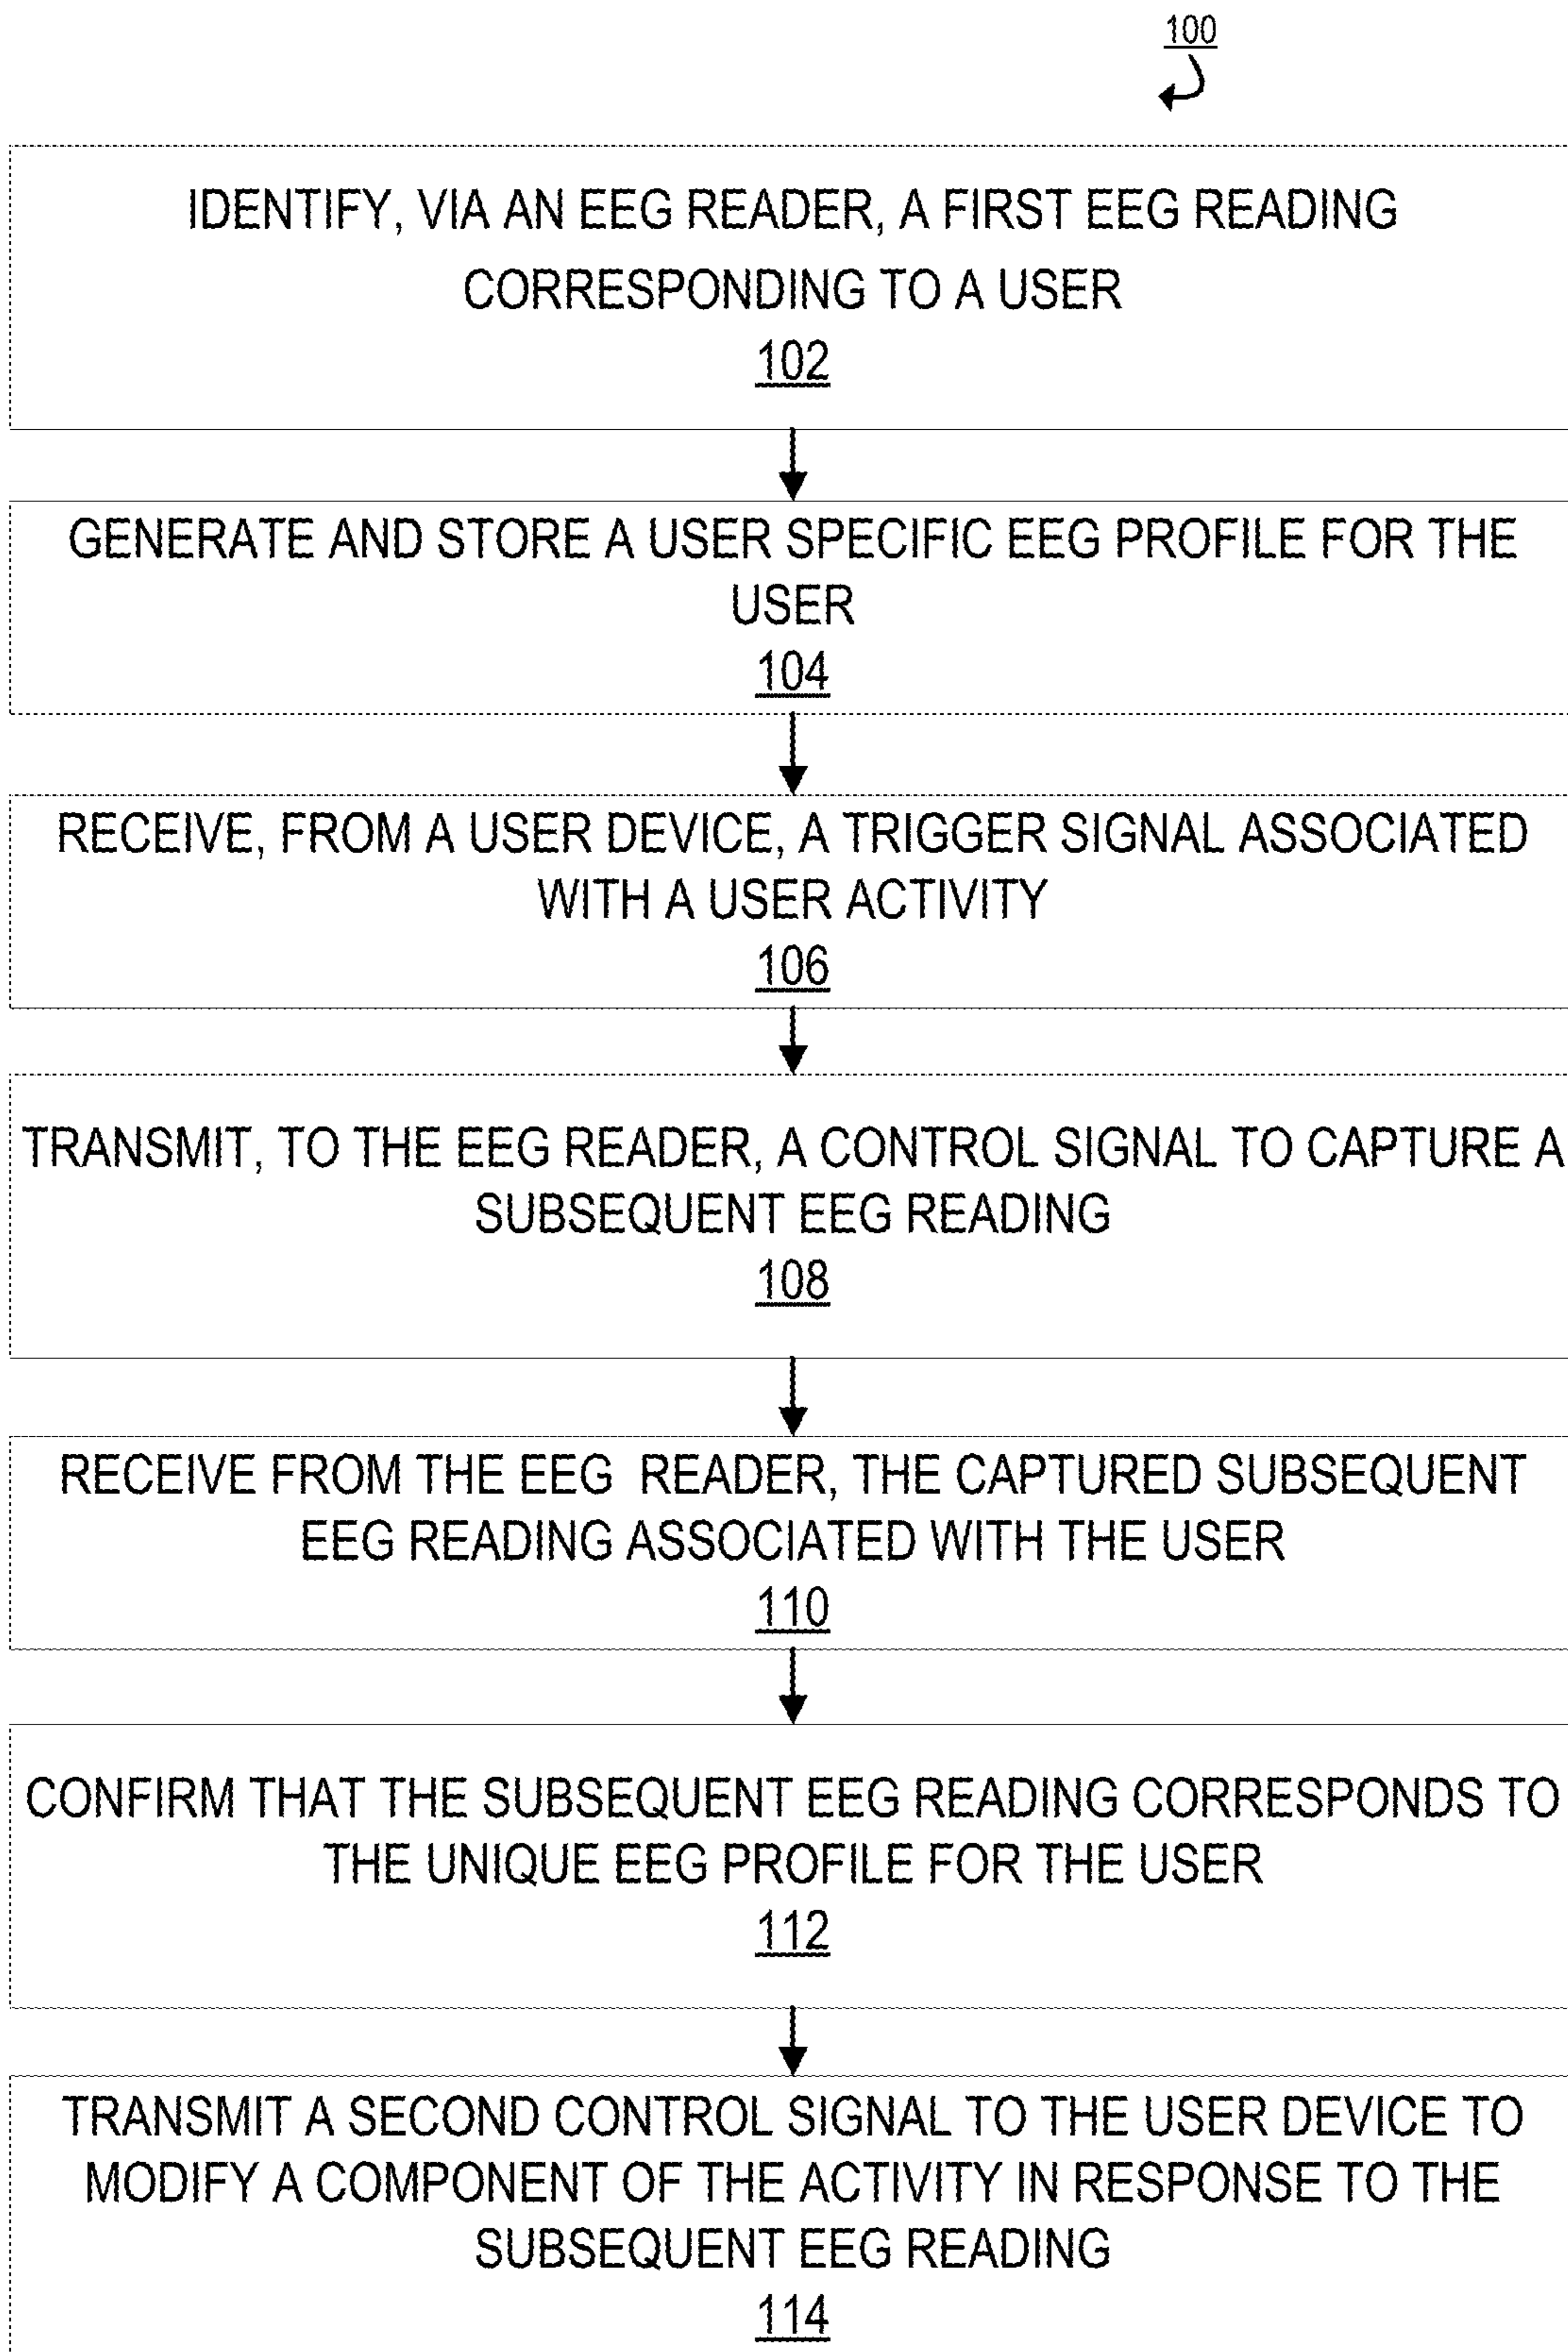 100
IDENTIFY, VIA AN EEG READER, A FIRST EEG READING
CORRESPONDING TO A USER
102
GENERATE AND STORE A USER SPECIFIC EEG PROFILE FOR THE
USER
104
RECEIVE, FROM A USER DEVICE, A TRIGGER SIGNAL ASSOCIATED
WITH A USER ACTIVITY
106
TRANSMIT, TO THE EEG READER, A CONTROL SIGNAL TO CAPTURE A
SUBSEQUENT EEG READING
108
RECEIVE FROM THE EEG READER, THE CAPTURED SUBSEQUENT
EEG READING ASSOCIATED WITH THE USER
110
CONFIRM THAT THE SUBSEQUENT EEG READING CORRESPONDS TO
THE UNIQUE EEG PROFILE FOR THE USER
112
TRANSMIT A SECOND CONTROL SIGNAL TO THE USER DEVICE TO
MODIFY A COMPONENT OF THE ACTIVITY IN RESPONSE TO THE
SUBSEQUENT EEG READING
114